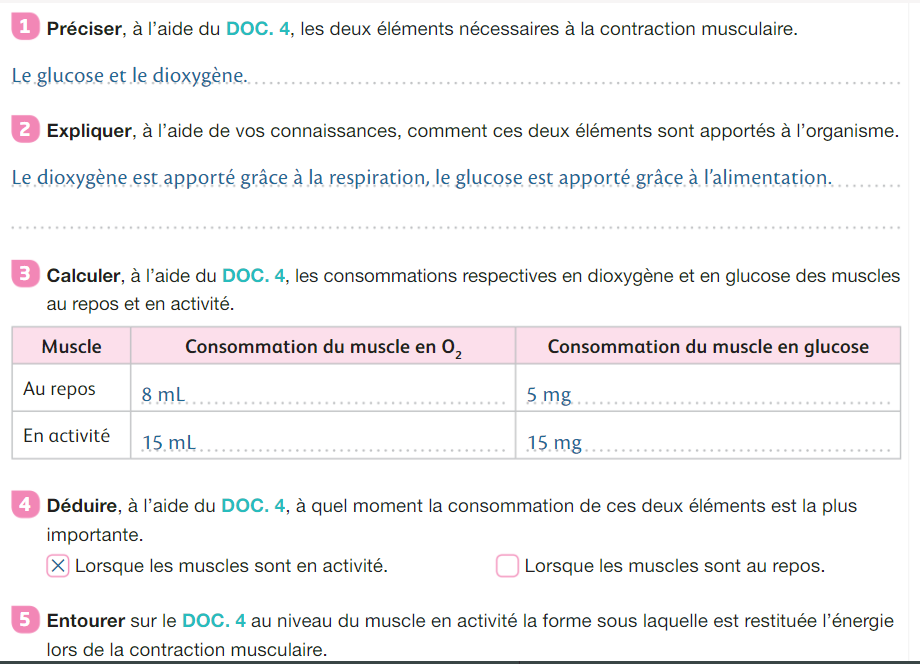 1 Préciser, à l'aide du DOC. 4, les deux éléments nécessaires à la contraction musculaire.
Le glucose et le dioxygène.
2 Expliquer, à l'aide de vos connaissances, comment ces deux éléments sont apportés à l'organisme.
Le dioxygène est apporté grâce à la respiration, le glucose est apporté grâce à l'alimentation.
3 Calculer, à l'aide du DOC. 4, les consommations respectives en dioxygène et en glucose des muscles
au repos et en activité.
Muscle Consommation du muscle en O₂ Consommation du muscle en glucose
Au repos 8 mL 5 mg
En activité 15 mL 15 mg
4 Déduire, à l'aide du DOC. 4, à quel moment la consommation de ces deux éléments est la plus
importante.
Lorsque les muscles sont en activité. Lorsque les muscles sont au repos.
5 Entourer sur le DOC. 4 au niveau du muscle en activité la forme sous laquelle est restituée l'énergie
lors de la contraction musculaire.